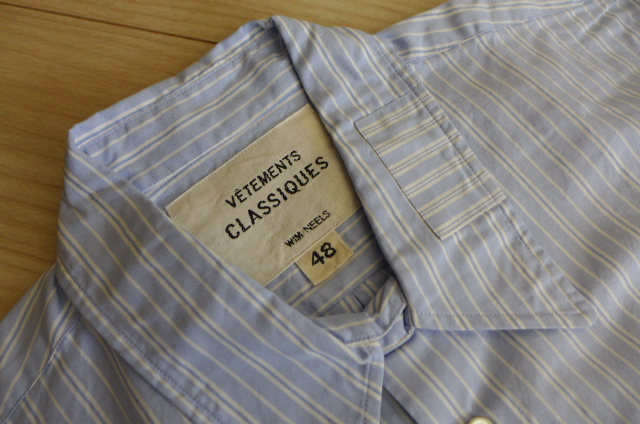 VÊTEMENTS
CLASSIQUES
WIM NEELS
48